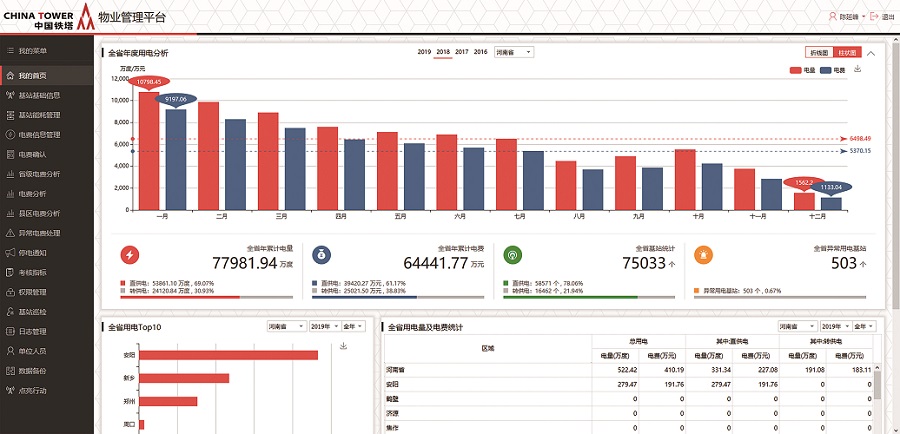 CHINA TOWER
中国铁塔
物业管理平台
陈延峰
退出
我的菜单
我的首页
基站基础信息
基站能耗管理
电费信息管理
电费确认
省级电费分析
电费分析
县区电费分析
异常电费处理
停电通知
考核指标
权限管理
基站巡检
日志管理
单位人员
数据备份
点亮行动
全省年度用电分析
2019 2018 2017 2016 河南省
折线图 柱状图
万度/万元
电量 电费
12,000
10,000
8,000
6,000
4,000
2,000
0
10798.45
9197.06
6498.49
5370.15
1562.2
1133.04
一月 二月 三月 四月 五月 六月 七月 八月 九月 十月 十一月 十二月
全省年累计电量
77981.94 万度
直供电: 53861.10 万度, 69.07%
转供电: 24120.84 万度, 30.93%
全省年累计电费
64441.77 万元
直供电: 39420.27 万元, 61.17%
转供电: 25021.50 万元, 38.83%
全省基站统计
75033 个
直供电: 58571 个, 78.06%
转供电: 16462 个, 21.94%
全省异常用电基站
503 个
异常用电基站: 503 个, 0.67%
全省用电Top10
河南省 2019年 全年
安阳
新乡
郑州
周口
全省用电量及电费统计
河南省 2019年 全年
区域 总用电 其中:直供电 其中:转供电
电量(万度) 电费(万元) 电量(万度) 电费(万元) 电量(万度) 电费(万元)
河南省 522.42 410.19 331.34 227.08 191.08 183.11
安阳 279.47 191.76 279.47 191.76 0 0
鹤壁 0 0 0 0 0 0
济源 0 0 0 0 0 0
焦作 0 0 0 0 0 0